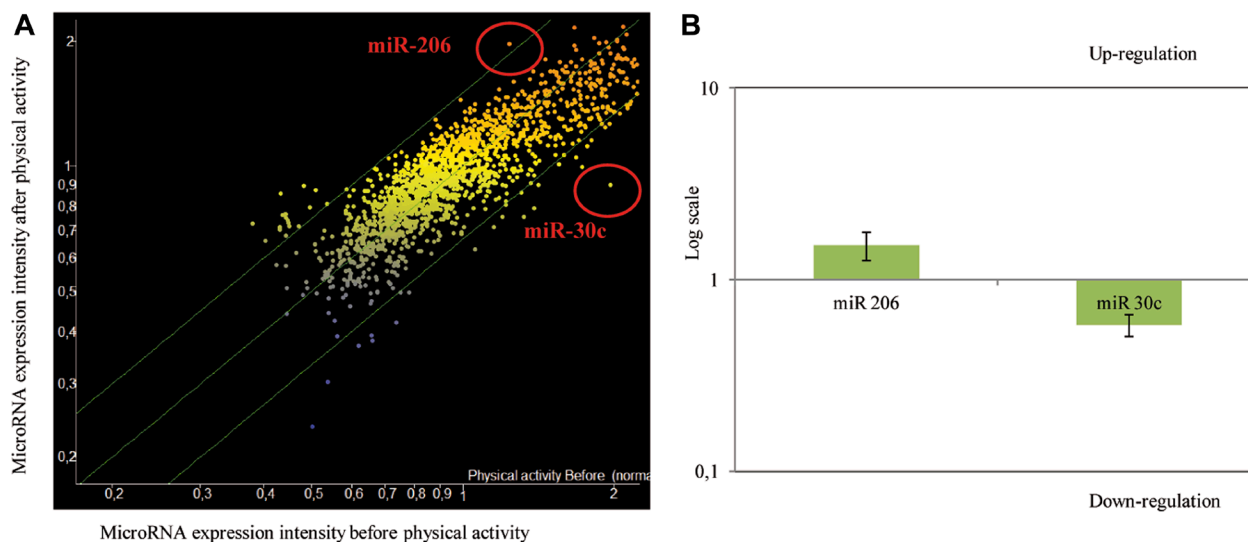 A
MicroRNA expression intensity after physical activity
2
1
0,9
0,8
0,7
0,6
0,5
0,4
0,3
0,2
miR-206
miR-30c
Physical activity Before (norma
0,2
0,3
0,4
0,5
0,6
0,7
0,8
0,9
1
2
MicroRNA expression intensity before physical activity
B
Up-regulation
Log scale
10
1
0,1
miR 206
miR 30c
Down-regulation